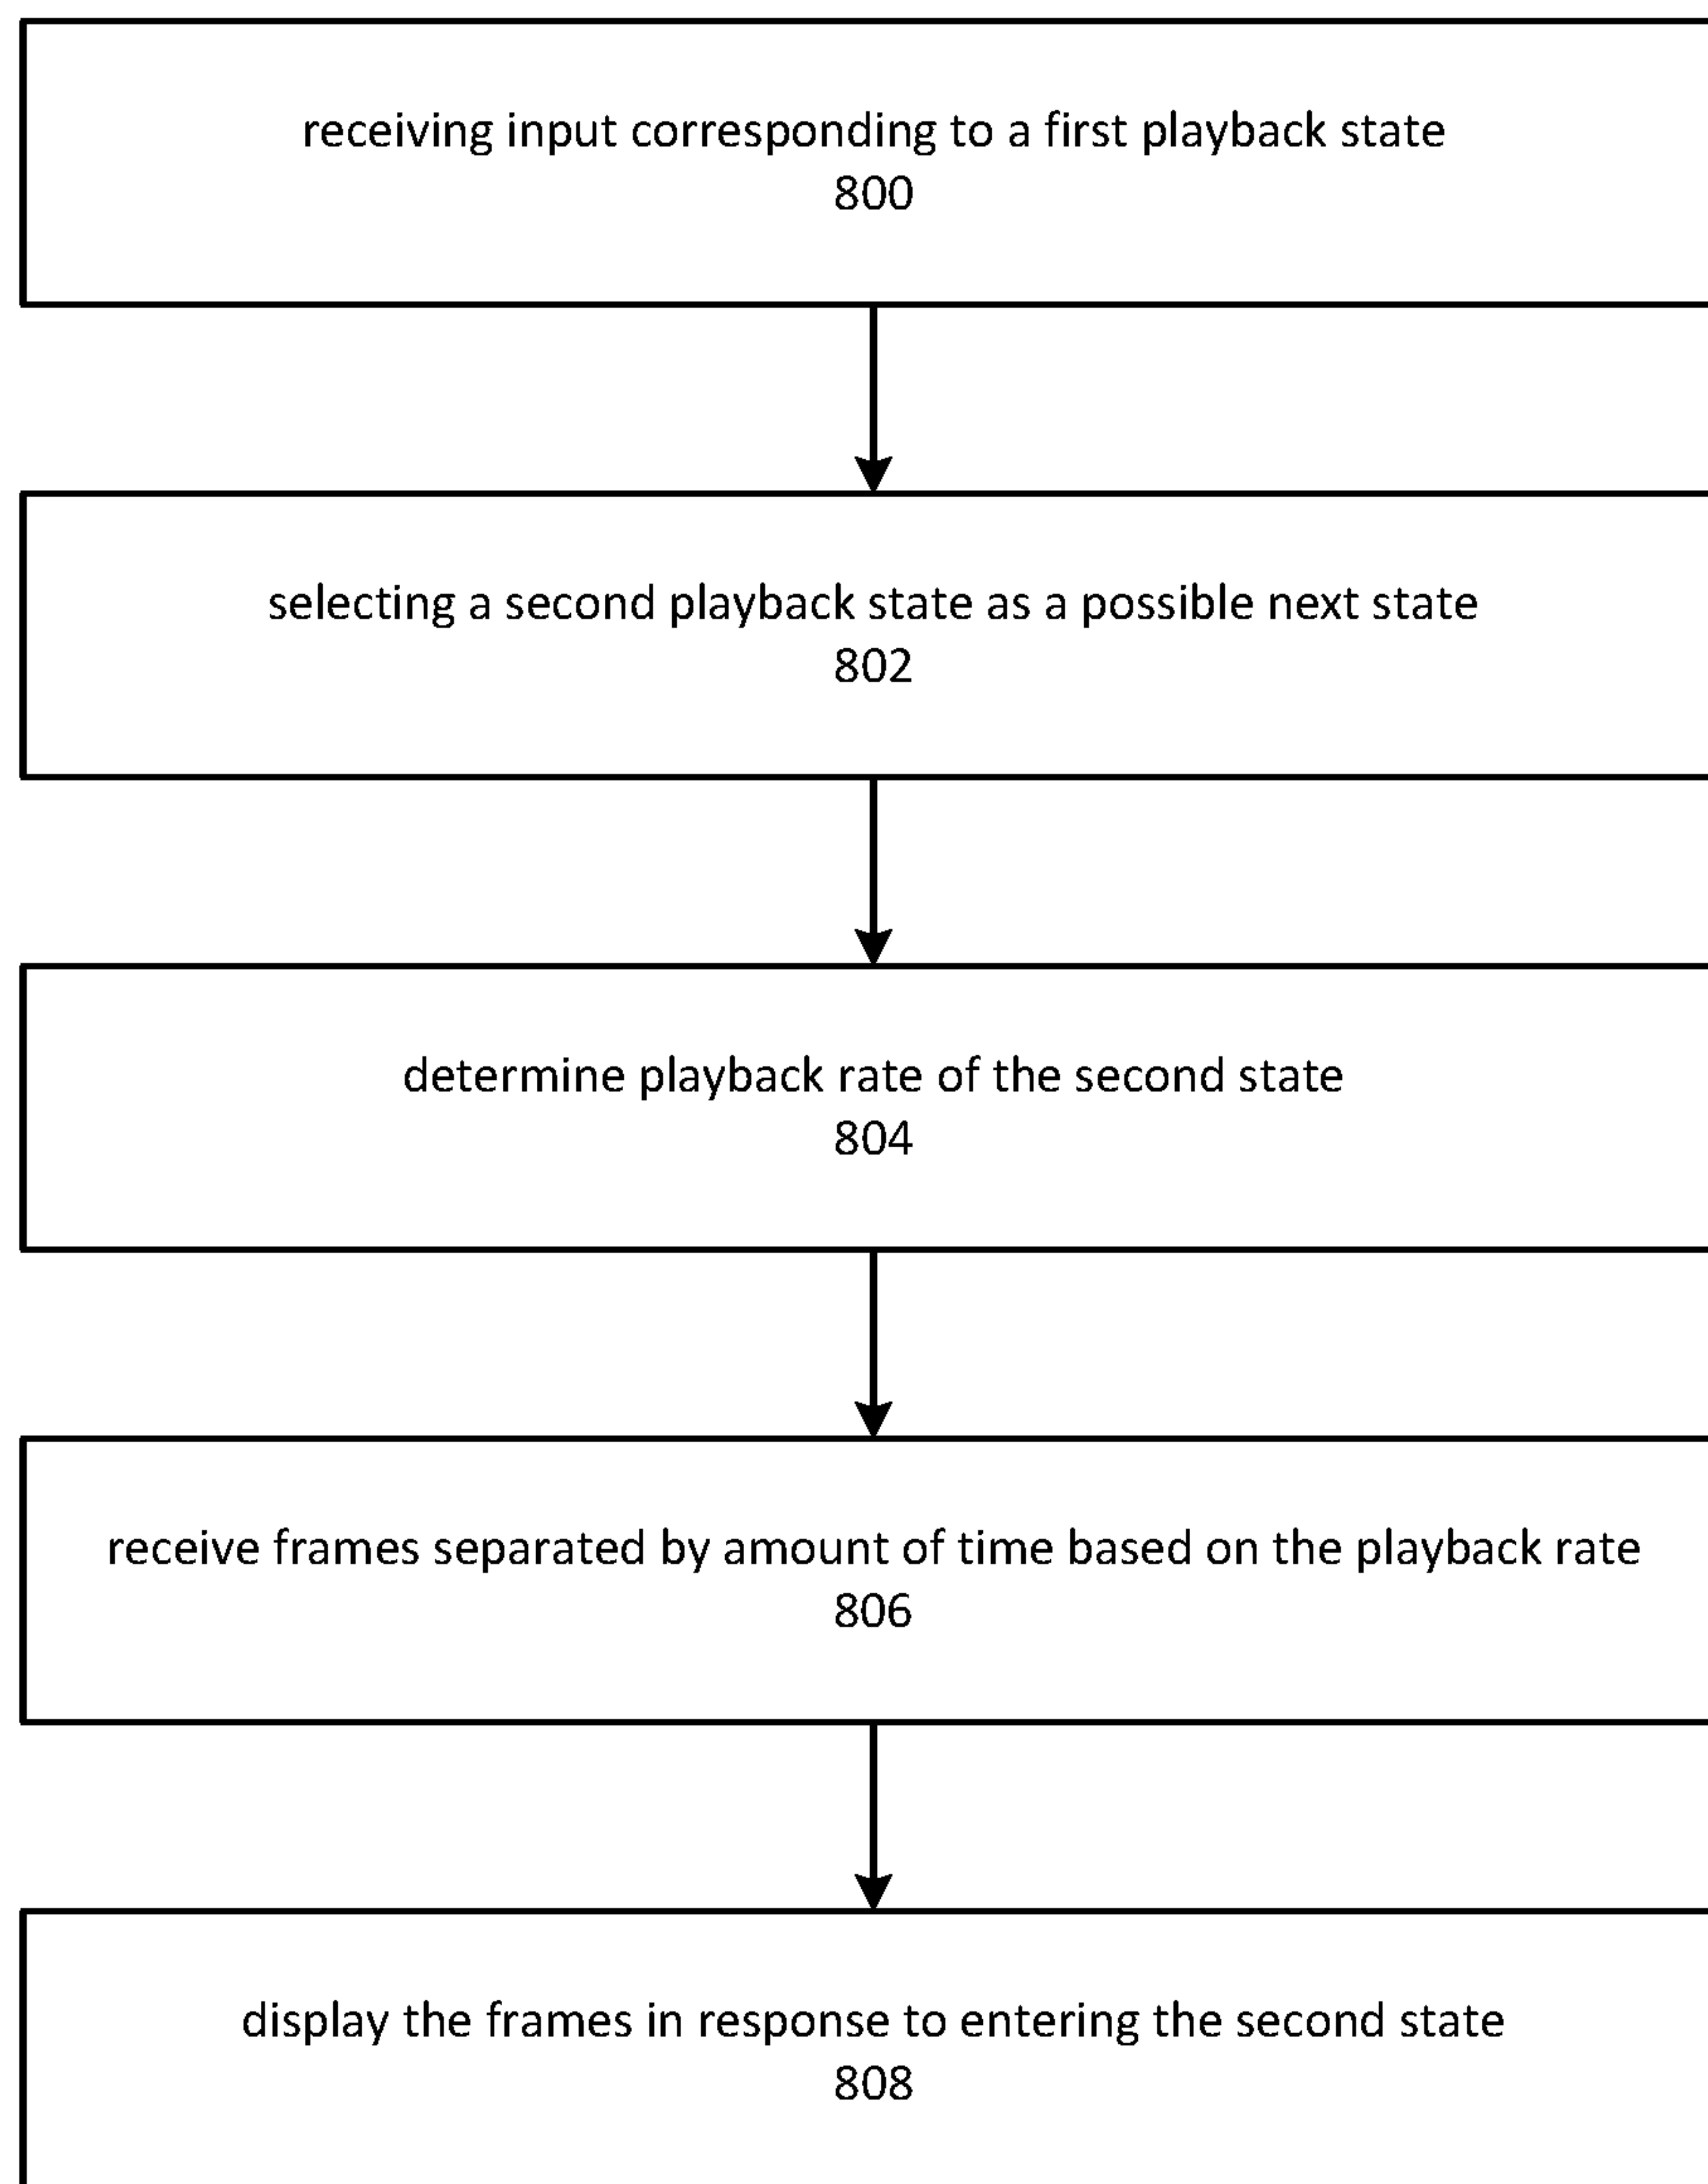 receiving input corresponding to a first playback state
800
selecting a second playback state as a possible next state
802
determine playback rate of the second state
804
receive frames separated by amount of time based on the playback rate
806
display the frames in response to entering the second state
808